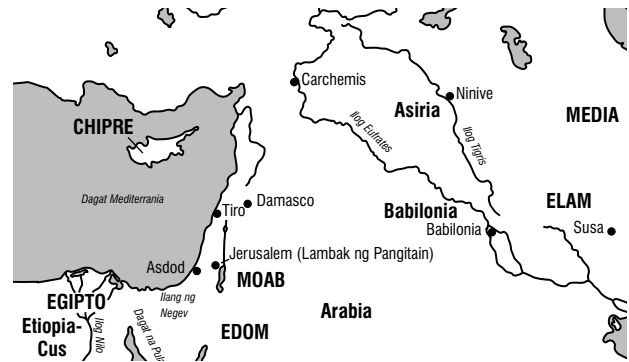 Carchemis
Ninive
Asiria
MEDIA
CHIPRE
Ilog Eufrates
Ilog Tigris
Dagat Mediterrania
Damasco
Tiro
Babilonia
Babilonia
ELAM
Susa
Jerusalem (Lambak ng Pangitain)
Asdod
MOAB
Ilang ng
Negev
EGIPTO
Etiopia-
Cus
Ilog Nilo
Dagat na Pula
EDOM
Arabia